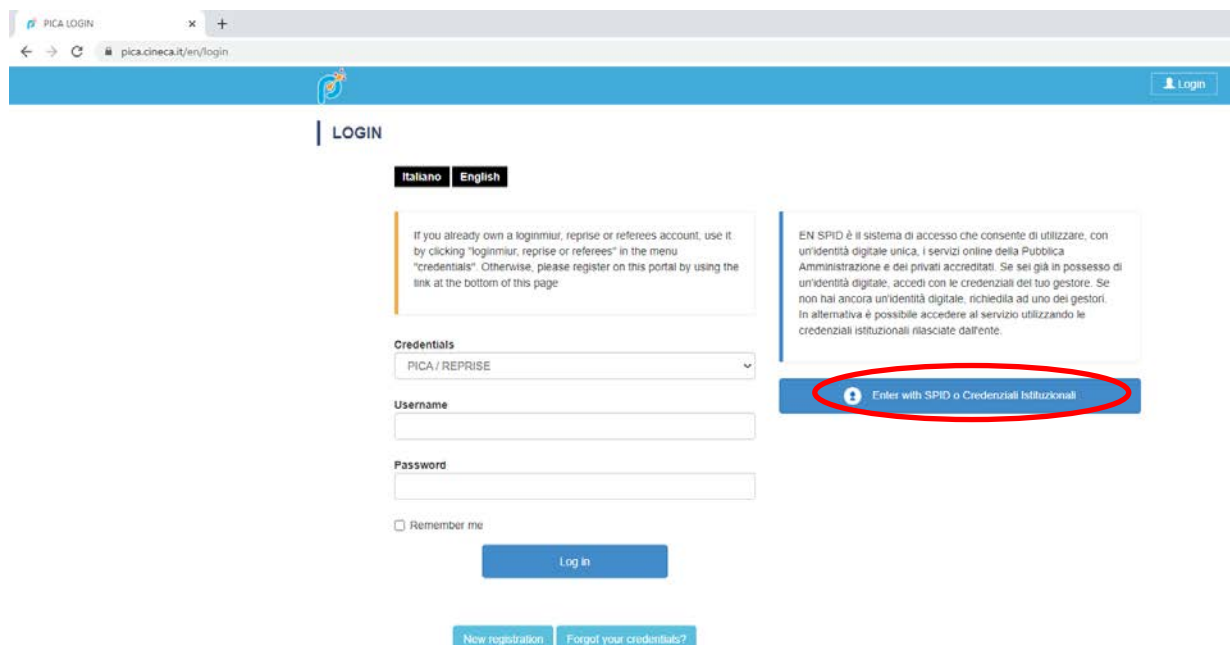 PICA LOGIN
pica.cineca.it/en/login
Login
LOGIN
Italiano English
If you already own a loginmiur, reprise or referees account, use it
by clicking "loginmiur, reprise or referees" in the menu
"credentials". Otherwise, please register on this portal by using the
link at the bottom of this page
Credentials
PICA / REPRISE
Username
Password
Remember me
Log in
New registration Forgot your credentials?
EN SPID è il sistema di accesso che consente di utilizzare, con
un'identità digitale unica, i servizi online della Pubblica
Amministrazione e dei privati accreditati. Se sei già in possesso di
un'identità digitale, accedi con le credenziali del tuo gestore. Se
non hai ancora un'identità digitale, richiedila ad uno dei gestori.
In alternativa è possibile accedere al servizio utilizzando le
credenziali istituzionali rilasciate dall'ente.
Enter with SPID o Credenziali Istituzionali